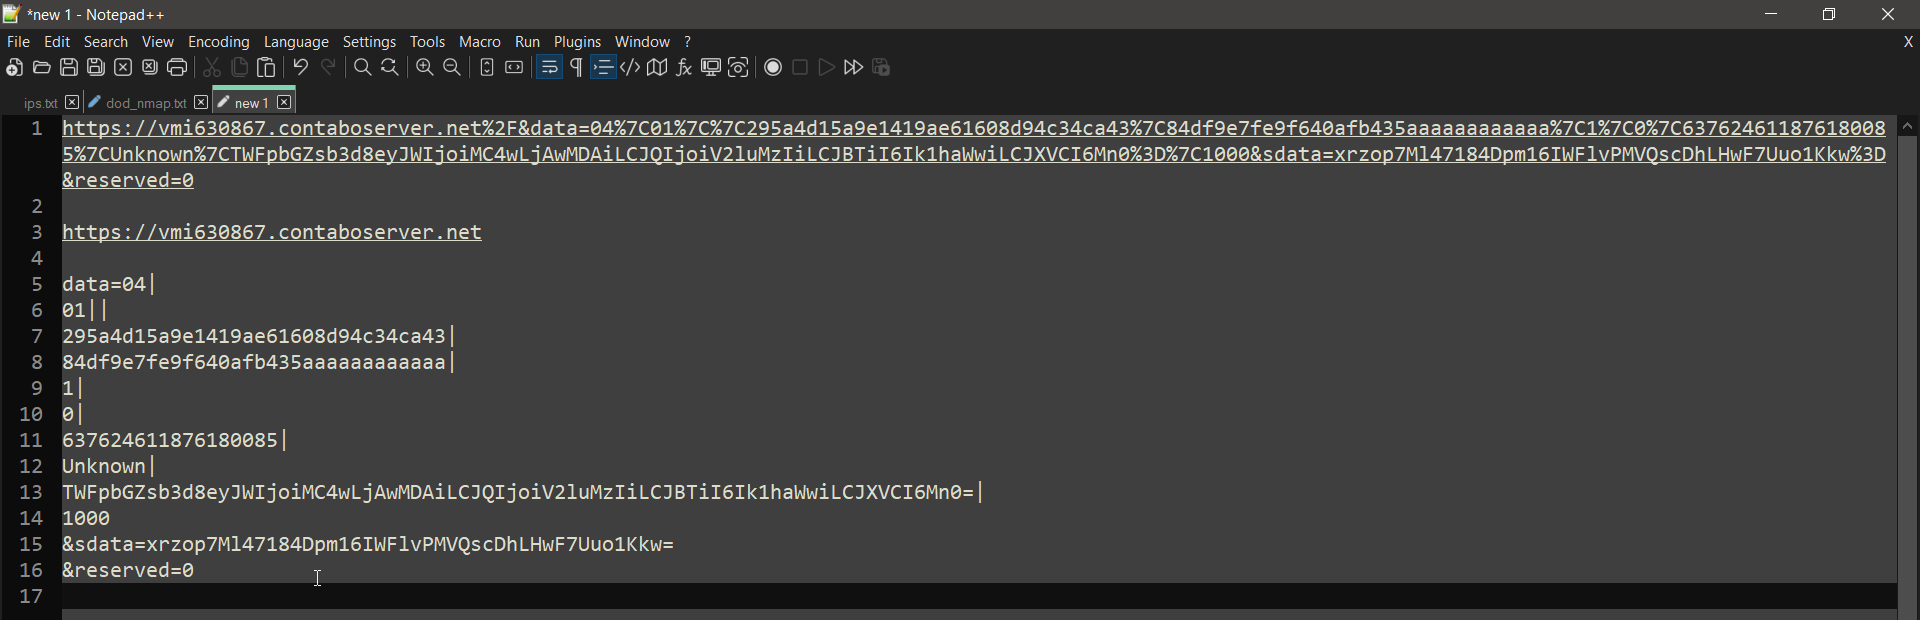 *new 1 - Notepad++
File Edit Search View Encoding Language Settings Tools Macro Run Plugins Window ? X
ips.txt dod_nmap.txt new 1
1 https://vmi630867.contaboserver.net%2F&data=04%7C01%7C%7C295a4d15a9e1419ae61608d94c34ca43%7C84df9e7fe9f640afb435aaaaaaaaaaaa%7C1%7C0%7C63762461187618008
5%7CUnknown%7CTWFpbGZsb3d8eyJWIjoiMC4wLjAwMDAiLCJQIjoiV2luMzIiLCJBTiI6Ik1haWwiLCJXVCI6Mn0%3D%7C1000&sdata=xrzop7Ml47184Dpm16IWFlvPMVQscDhLHwF7Uuo1Kkw%3D
&reserved=0
2
3 https://vmi630867.contaboserver.net
4
5 data=04|
6 01||
7 295a4d15a9e1419ae61608d94c34ca43|
8 84df9e7fe9f640afb435aaaaaaaaaaaa|
9 1|
10 0|
11 637624611876180085|
12 Unknown|
13 TWFpbGZsb3d8eyJWIjoiMC4wLjAwMDAiLCJQIjoiV2luMzIiLCJBTiI6Ik1haWwiLCJXVCI6Mn0=|
14 1000
15 &sdata=xrzop7Ml47184Dpm16IWFlvPMVQscDhLHwF7Uuo1Kkw=
16 &reserved=0
17